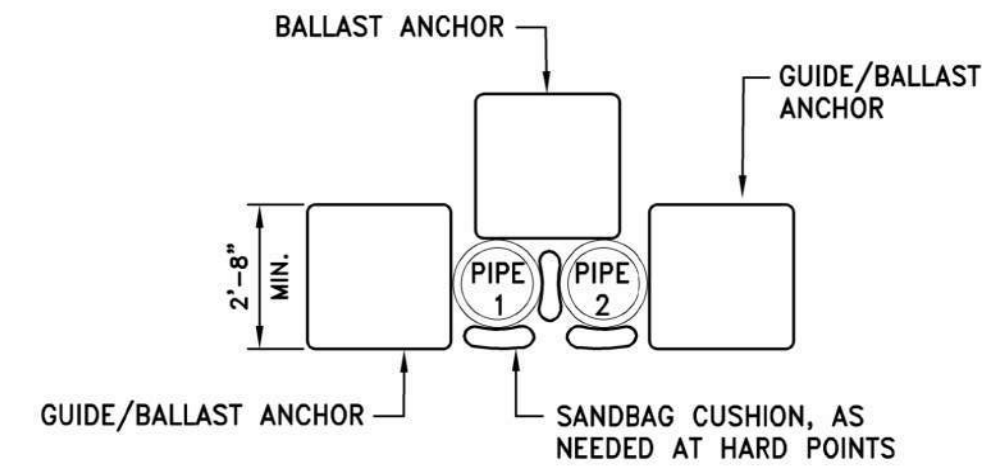 BALLAST ANCHOR
GUIDE/BALLAST
ANCHOR
2'-8"
MIN.
PIPE
1
PIPE
2
GUIDE/BALLAST ANCHOR
SANDBAG CUSHION, AS
NEEDED AT HARD POINTS